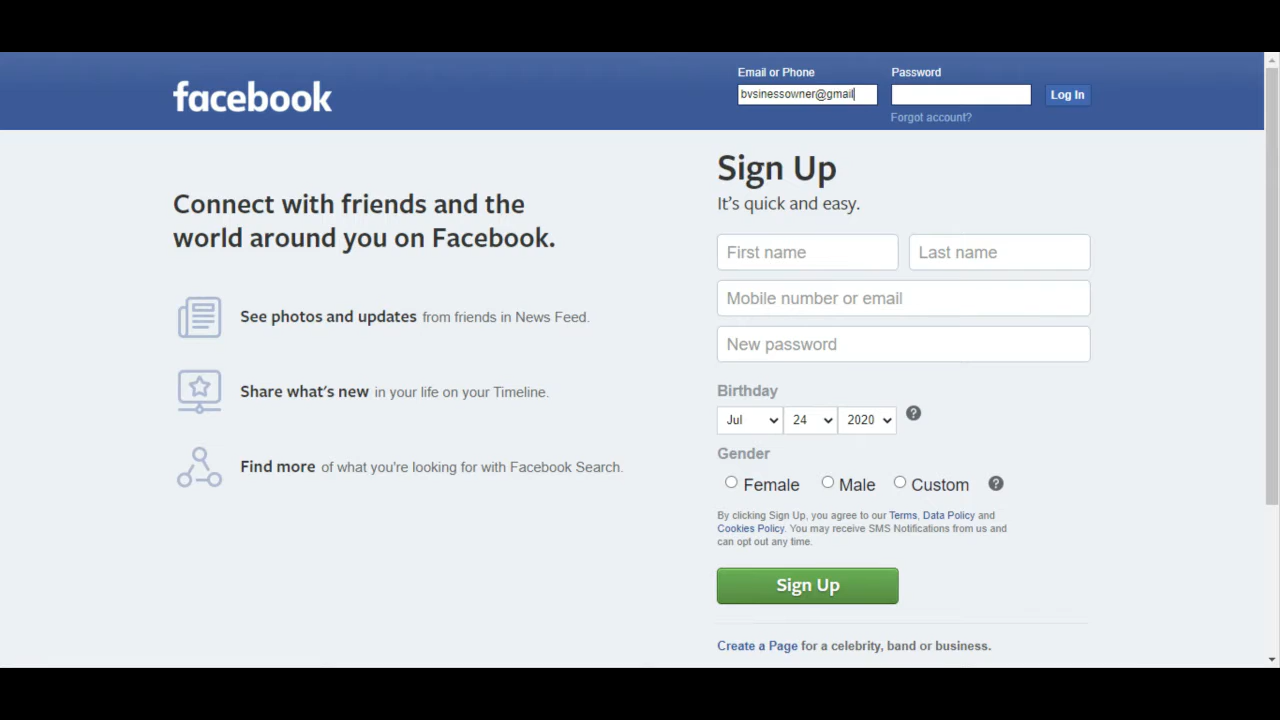 facebook
Email or Phone
Password
bvsinessowner@gmail
Log In
Forgot account?
Connect with friends and the
world around you on Facebook.
See photos and updates from friends in News Feed.
Share what's new in your life on your Timeline.
Find more of what you're looking for with Facebook Search.
Sign Up
It's quick and easy.
First name
Last name
Mobile number or email
New password
Birthday
Jul
24
2020
?
Gender
Female
Male
Custom
?
By clicking Sign Up, you agree to our Terms, Data Policy and
Cookies Policy. You may receive SMS Notifications from us and
can opt out any time.
Sign Up
Create a Page for a celebrity, band or business.